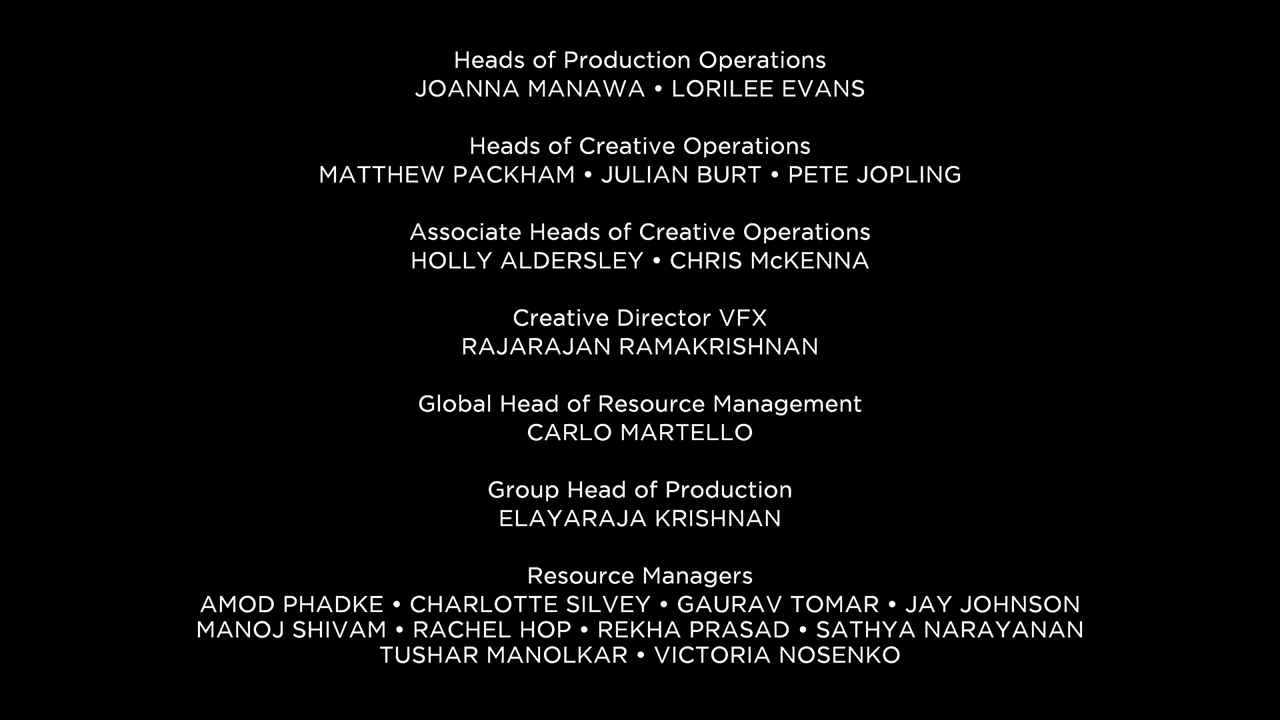 Heads of Production Operations
JOANNA MANAWA • LORILEE EVANS
Heads of Creative Operations
MATTHEW PACKHAM • JULIAN BURT • PETE JOPLING
Associate Heads of Creative Operations
HOLLY ALDERSLEY • CHRIS McKENNA
Creative Director VFX
RAJARAJAN RAMAKRISHNAN
Global Head of Resource Management
CARLO MARTELLO
Group Head of Production
ELAYARAJA KRISHNAN
Resource Managers
AMOD PHADKE • CHARLOTTE SILVEY • GAURAV TOMAR • JAY JOHNSON
MANOJ SHIVAM • RACHEL HOP • REKHA PRASAD • SATHYA NARAYANAN
TUSHAR MANOLKAR • VICTORIA NOSENKO